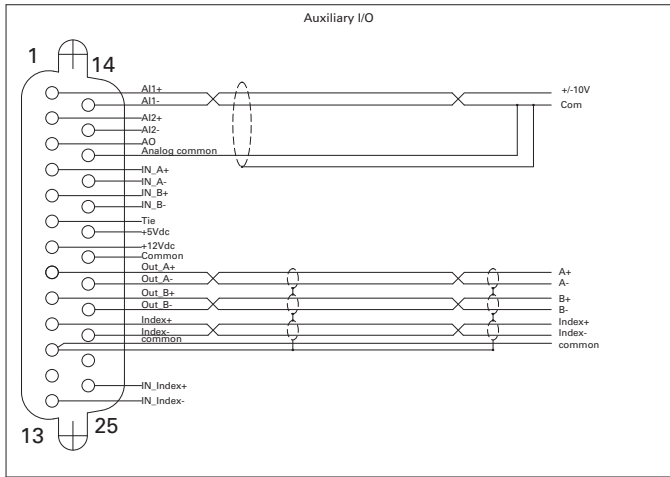 Auxiliary I/O
1
14
AI1+
+/-10V
AI1-
Com
AI2+
AI2-
AO
Analog common
IN_A+
IN_A-
IN_B+
IN_B-
Tie
+5Vdc
+12Vdc
Common
Out_A+
A+
Out_A-
A-
Out_B+
B+
Out_B-
B-
Index+
Index+
Index-
Index-
common
common
IN_Index+
IN_Index-
13
25